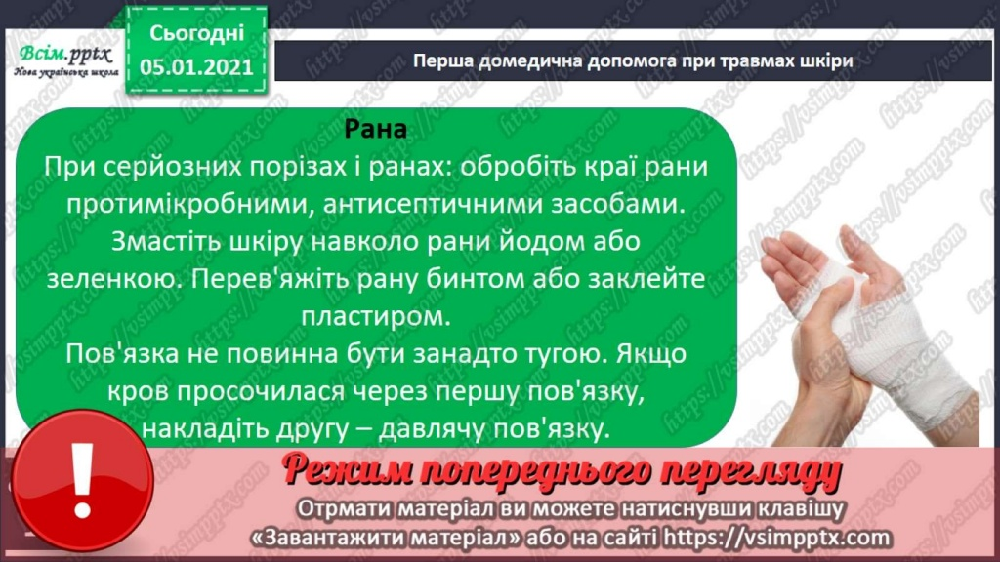 Сьогодні
05.01.2021
Всім.pptx
Нова українська школа
Перша домедична допомога при травмах шкіри
Рана
При серйозних порізах і ранах: обробіть краї рани
протимікробними, антисептичними засобами.
Змастіть шкіру навколо рани йодом або
зеленкою. Перев'яжіть рану бинтом або заклейте
пластиром.
Пов'язка не повинна бути занадто тугою. Якщо
кров просочилася через першу пов'язку,
накладіть другу – давлячу пов'язку.
Режим попереднього перегляду
Отрмати матеріал ви можете натиснувши клавішу
«Завантажити матеріал» або на сайті https://vsimpptx.com
https://vsimpptx.com